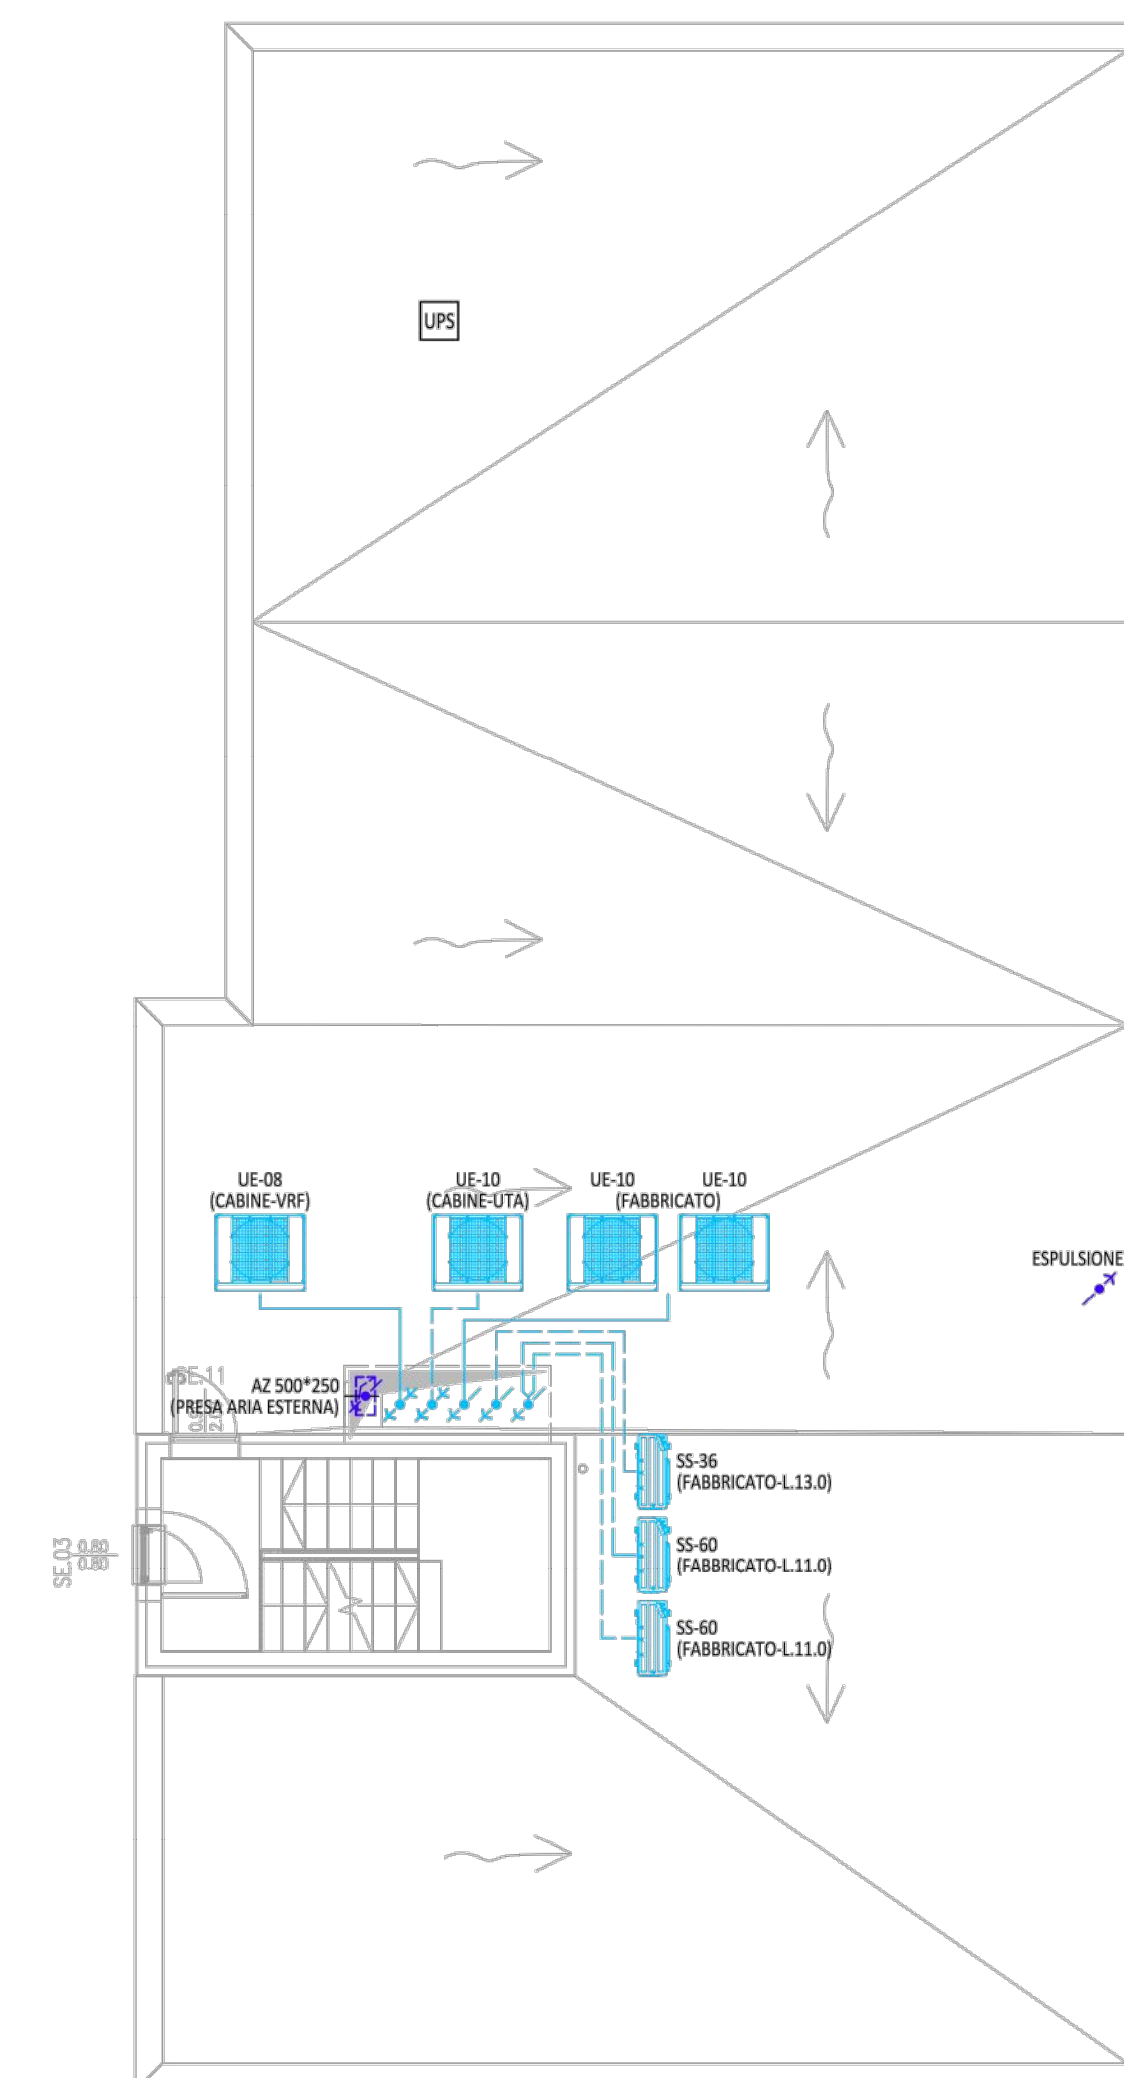 UPS
UE-08
(CABINE-VRF)
UE-10
(CABINE-UTA)
UE-10
UE-10
(FABBRICATO)
ESPULSIONE
SE.11
AZ 500*250
(PRESA ARIA ESTERNA)
SS-36
(FABBRICATO-L.13.0)
SE.03
SS-60
(FABBRICATO-L.11.0)
SS-60
(FABBRICATO-L.11.0)